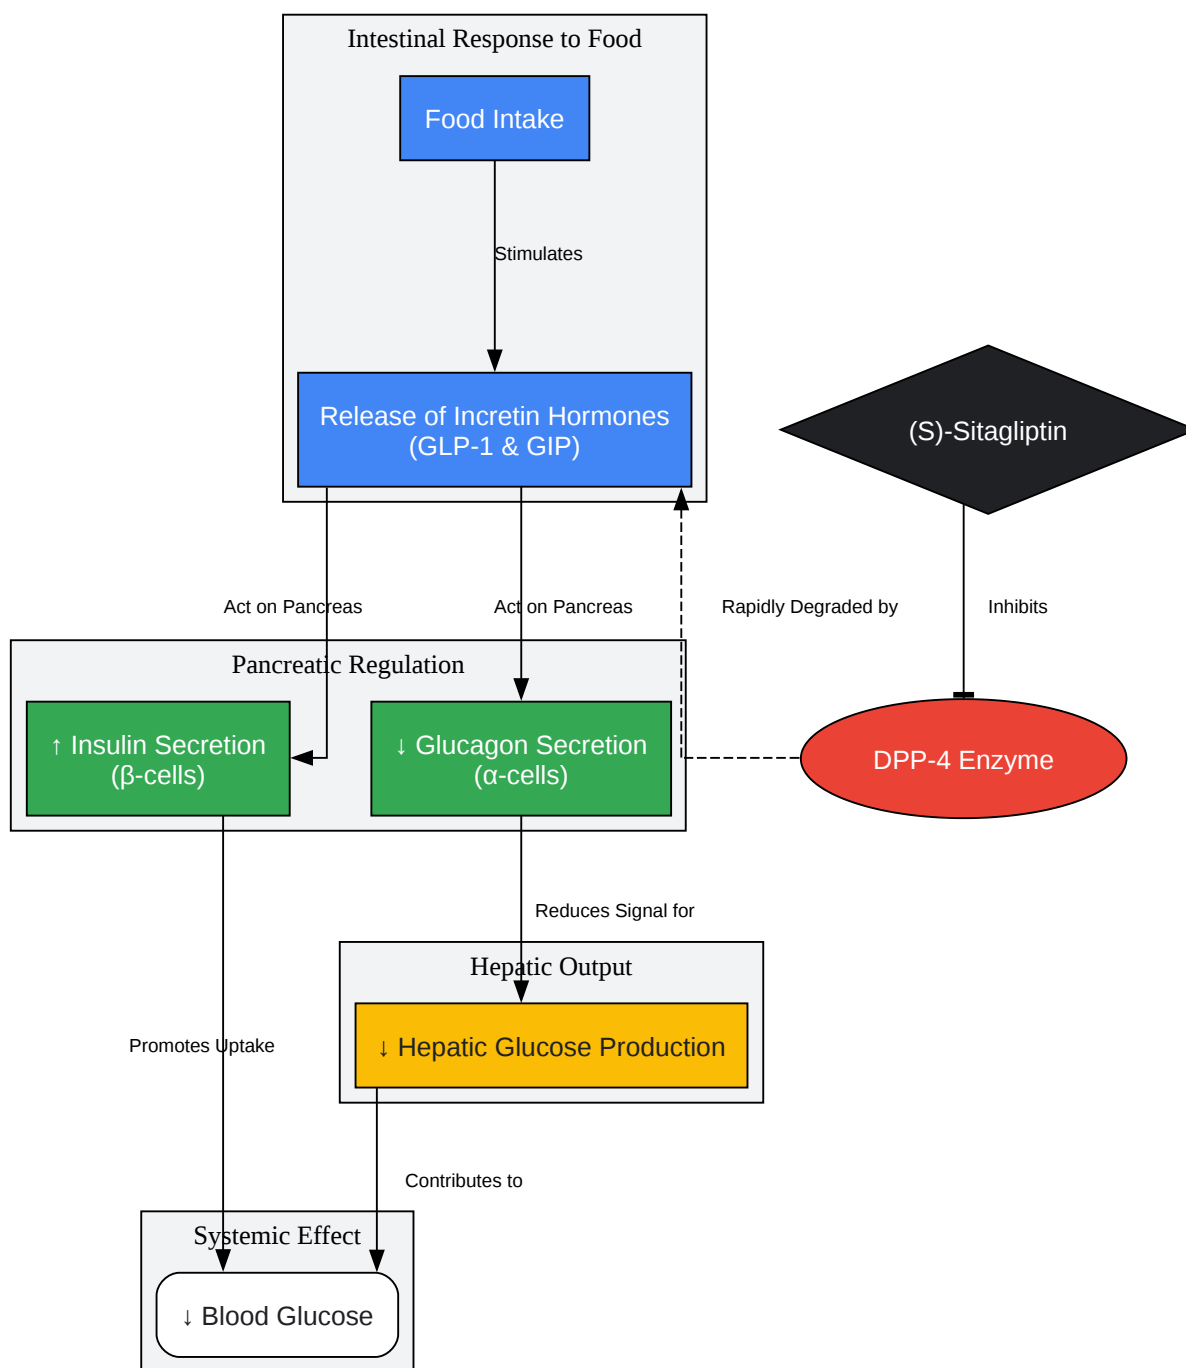 Intestinal Response to Food
Food Intake
Stimulates
Release of Incretin Hormones
(GLP-1 & GIP)
(S)-Sitagliptin
Act on Pancreas
Act on Pancreas
Rapidly Degraded by
Inhibits
Pancreatic Regulation
↑ Insulin Secretion
(β-cells)
↓ Glucagon Secretion
(α-cells)
DPP-4 Enzyme
Reduces Signal for
Hepatic Output
↓ Hepatic Glucose Production
Promotes Uptake
Contributes to
Systemic Effect
↓ Blood Glucose